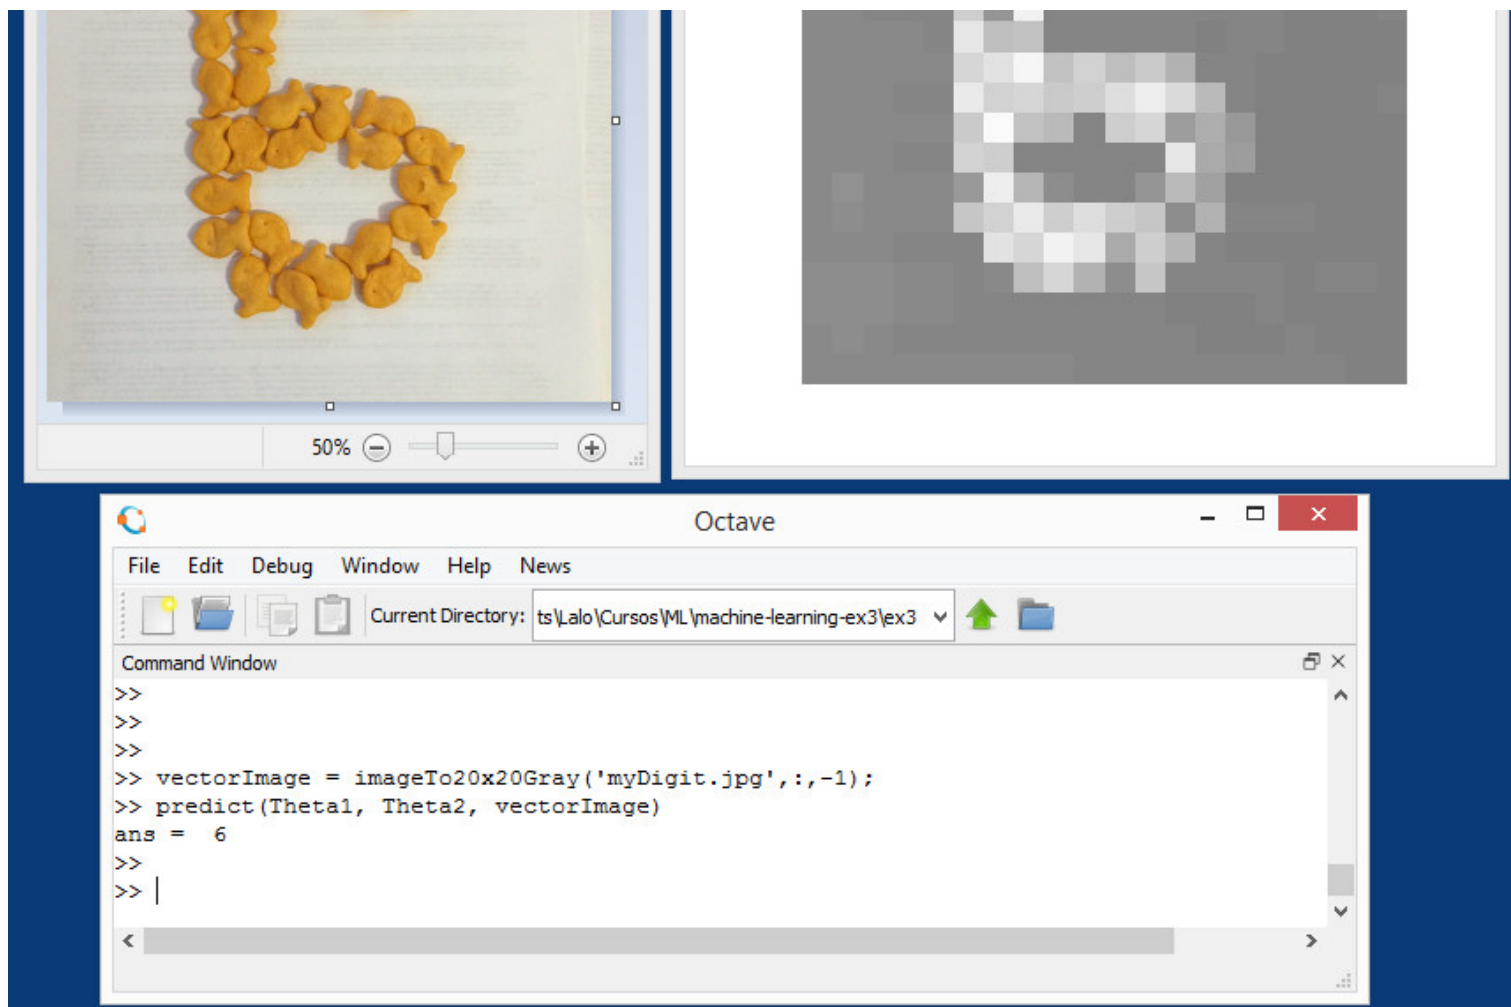 50%
Octave
File Edit Debug Window Help News
Current Directory: ts\Lalo\Cursos\ML\machine-learning-ex3\ex3
Command Window
>>
>>
>>
>> vectorImage = imageTo20x20Gray('myDigit.jpg',:,-1);
>> predict(Theta1, Theta2, vectorImage)
ans =  6
>>
>>